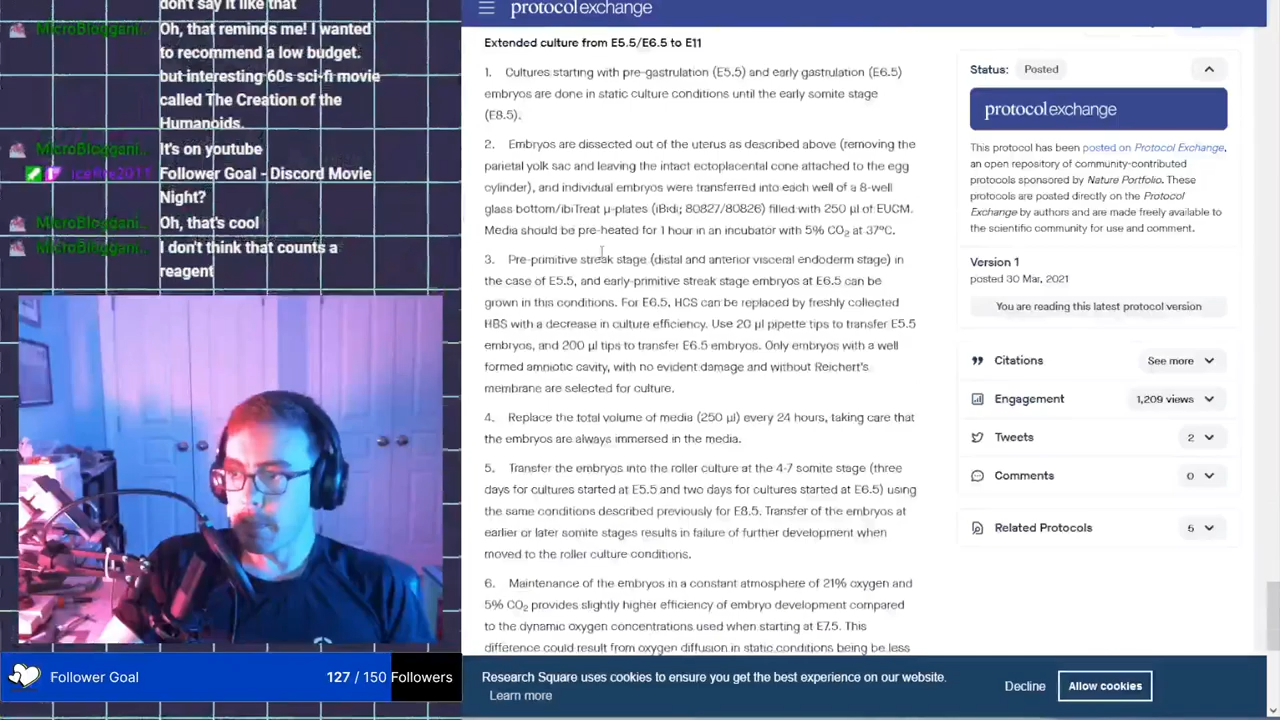 don't say it like that
MicroBloggani..
Oh, that reminds me! I wanted
to recommend a low budget.
but interesting 60s sci-fi movie
called The Creation of the
Humanoids.
MicroBloggani.. It's on youtube
icefire2011 Follower Goal - Discord Movie
Night?
MicroBloggani.. Oh, that's cool
MicroBloggani.. I don't think that counts a
reagent
Follower Goal
127 / 150 Followers
protocol exchange
Extended culture from E5.5/E6.5 to E11
1. Cultures starting with pre-gastrulation (E5.5) and early gastrulation (E6.5)
embryos are done in static culture conditions until the early somite stage
(E8.5).
2. Embryos are dissected out of the uterus as described above (removing the
parietal yolk sac and leaving the intact ectoplacental cone attached to the egg
cylinder), and individual embryos were transferred into each well of a 8-well
glass bottom/ibiTreat μ-plates (iBidi; 80827/80826) filled with 250 μl of EUCM.
Media should be pre-heated for 1 hour in an incubator with 5% CO₂ at 37ºC.
3. Pre-primitive streak stage (distal and anterior visceral endoderm stage) in
the case of E5.5, and early-primitive streak stage embryos at E6.5 can be
grown in this conditions. For E6.5, HCS can be replaced by freshly collected
HBS with a decrease in culture efficiency. Use 20 μl pipette tips to transfer E5.5
embryos, and 200 μl tips to transfer E6.5 embryos. Only embryos with a well
formed amniotic cavity, with no evident damage and without Reichert's
membrane are selected for culture.
4. Replace the total volume of media (250 μl) every 24 hours, taking care that
the embryos are always immersed in the media.
5. Transfer the embryos into the roller culture at the 4-7 somite stage (three
days for cultures started at E5.5 and two days for cultures started at E6.5) using
the same conditions described previously for E8.5. Transfer of the embryos at
earlier or later somite stages results in failure of further development when
moved to the roller culture conditions.
6. Maintenance of the embryos in a constant atmosphere of 21% oxygen and
5% CO₂ provides slightly higher efficiency of embryo development compared
to the dynamic oxygen concentrations used when starting at E7.5. This
difference could result from oxygen diffusion in static conditions being be less
Status: Posted
protocol exchange
This protocol has been posted on Protocol Exchange,
an open repository of community-contributed
protocols sponsored by Nature Portfolio. These
protocols are posted directly on the Protocol
Exchange by authors and are made freely available to
the scientific community for use and comment.
Version 1
posted 30 Mar, 2021
You are reading this latest protocol version
Citations See more
Engagement 1,209 views
Tweets 2
Comments 0
Related Protocols 5
Research Square uses cookies to ensure you get the best experience on our website.
Learn more
Decline
Allow cookies